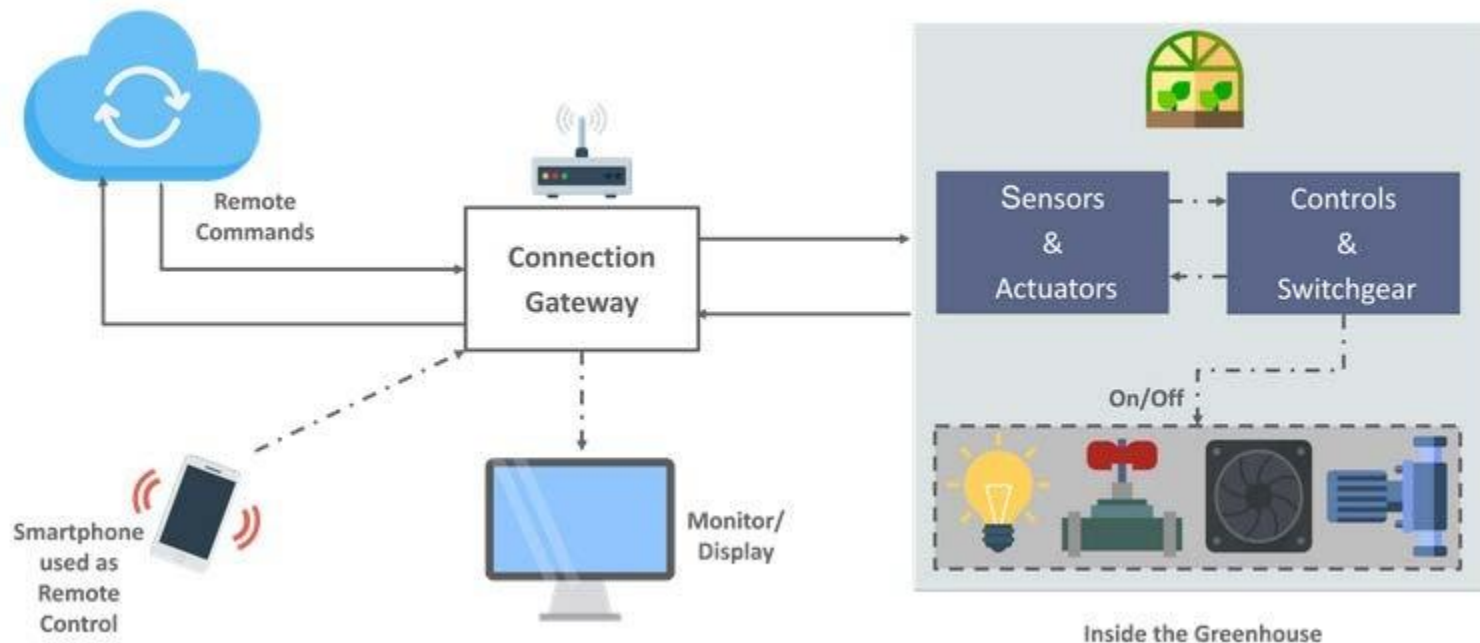 Remote
Commands
Connection
Gateway
Sensors
&
Actuators
Controls
&
Switchgear
On/Off
Smartphone
used as
Remote
Control
Monitor/
Display
Inside the Greenhouse